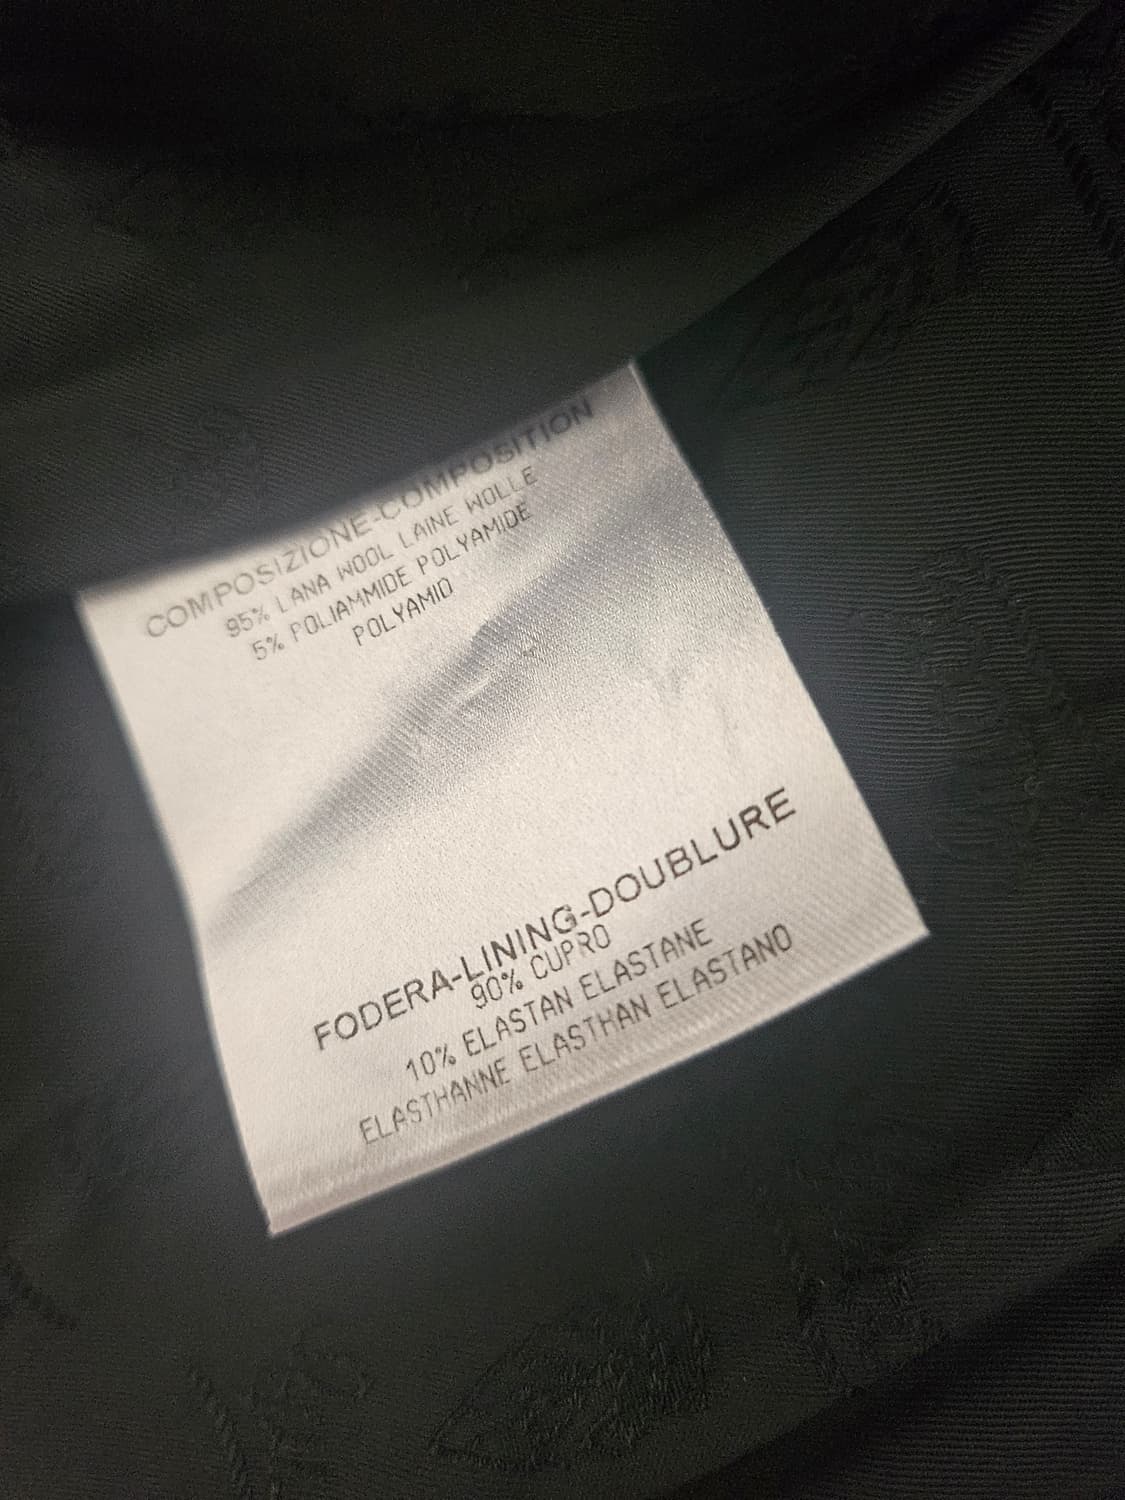 COMPOSIZIONE-COMPOSITION
95% LANA WOOL LAINE WOLLE
5% POLIAMMIDE POLYAMIDE
POLYAMID
FODERA-LINING-DOUBLURE
90% CUPRO
10% ELASTAN ELASTANE
ELASTHANNE ELASTHAN ELASTANO